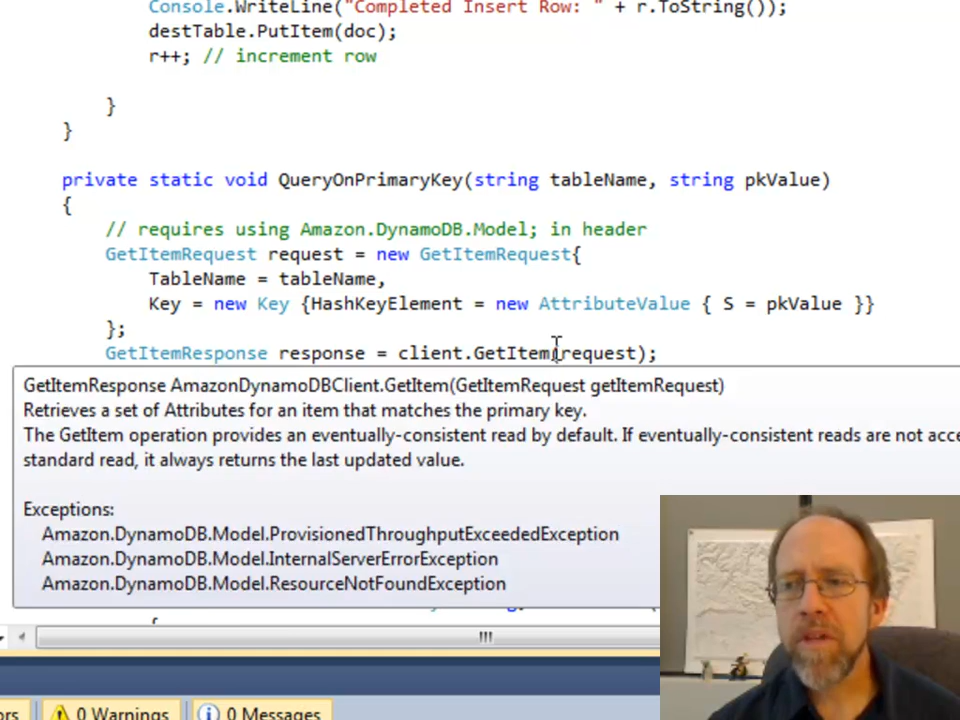 Console.WriteLine("Completed Insert Row: " + r.ToString());
destTable.PutItem(doc);
r++; // increment row
}
}
private static void QueryOnPrimaryKey(string tableName, string pkValue)
{
// requires using Amazon.DynamoDB.Model; in header
GetItemRequest request = new GetItemRequest{
TableName = tableName,
Key = new Key {HashKeyElement = new AttributeValue { S = pkValue }}
};
GetItemResponse response = client.GetItem(request);
GetItemResponse AmazonDynamoDBClient.GetItem(GetItemRequest getItemRequest)
Retrieves a set of Attributes for an item that matches the primary key.
The GetItem operation provides an eventually-consistent read by default. If eventually-consistent reads are not acce
standard read, it always returns the last updated value.
Exceptions:
Amazon.DynamoDB.Model.ProvisionedThroughputExceededException
Amazon.DynamoDB.Model.InternalServerErrorException
Amazon.DynamoDB.Model.ResourceNotFoundException
{
ors 0 Warnings 0 Messages